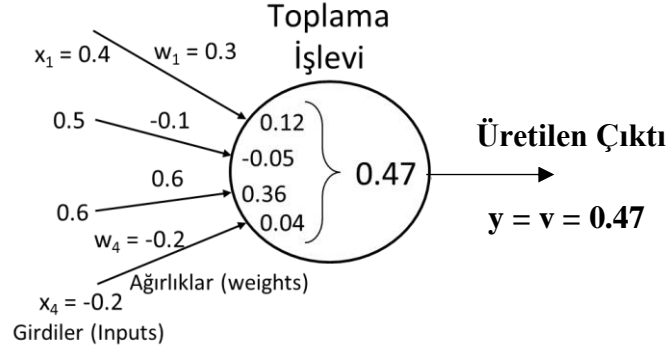 Toplama
İşlevi
x1 = 0.4
w1 = 0.3
0.5
-0.1
0.6
0.6
w4 = -0.2
x4 = -0.2
Ağırlıklar (weights)
Girdiler (Inputs)
0.12
-0.05
0.36
0.04
0.47
Üretilen Çıktı
y = v = 0.47